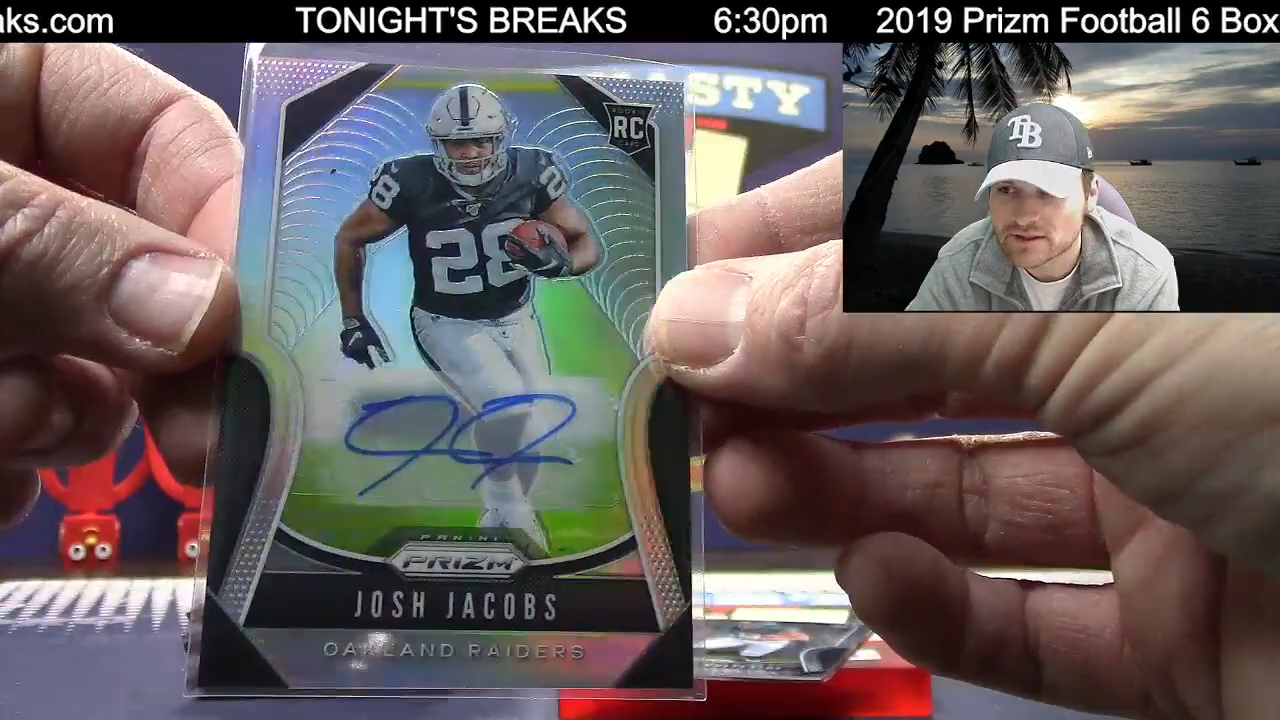 aks.com TONIGHT'S BREAKS 6:30pm 2019 Prizm Football 6 Box
STY
RC
TB
28
28
28
PANINI
PRIZM
JOSH JACOBS
OAKLAND RAIDERS